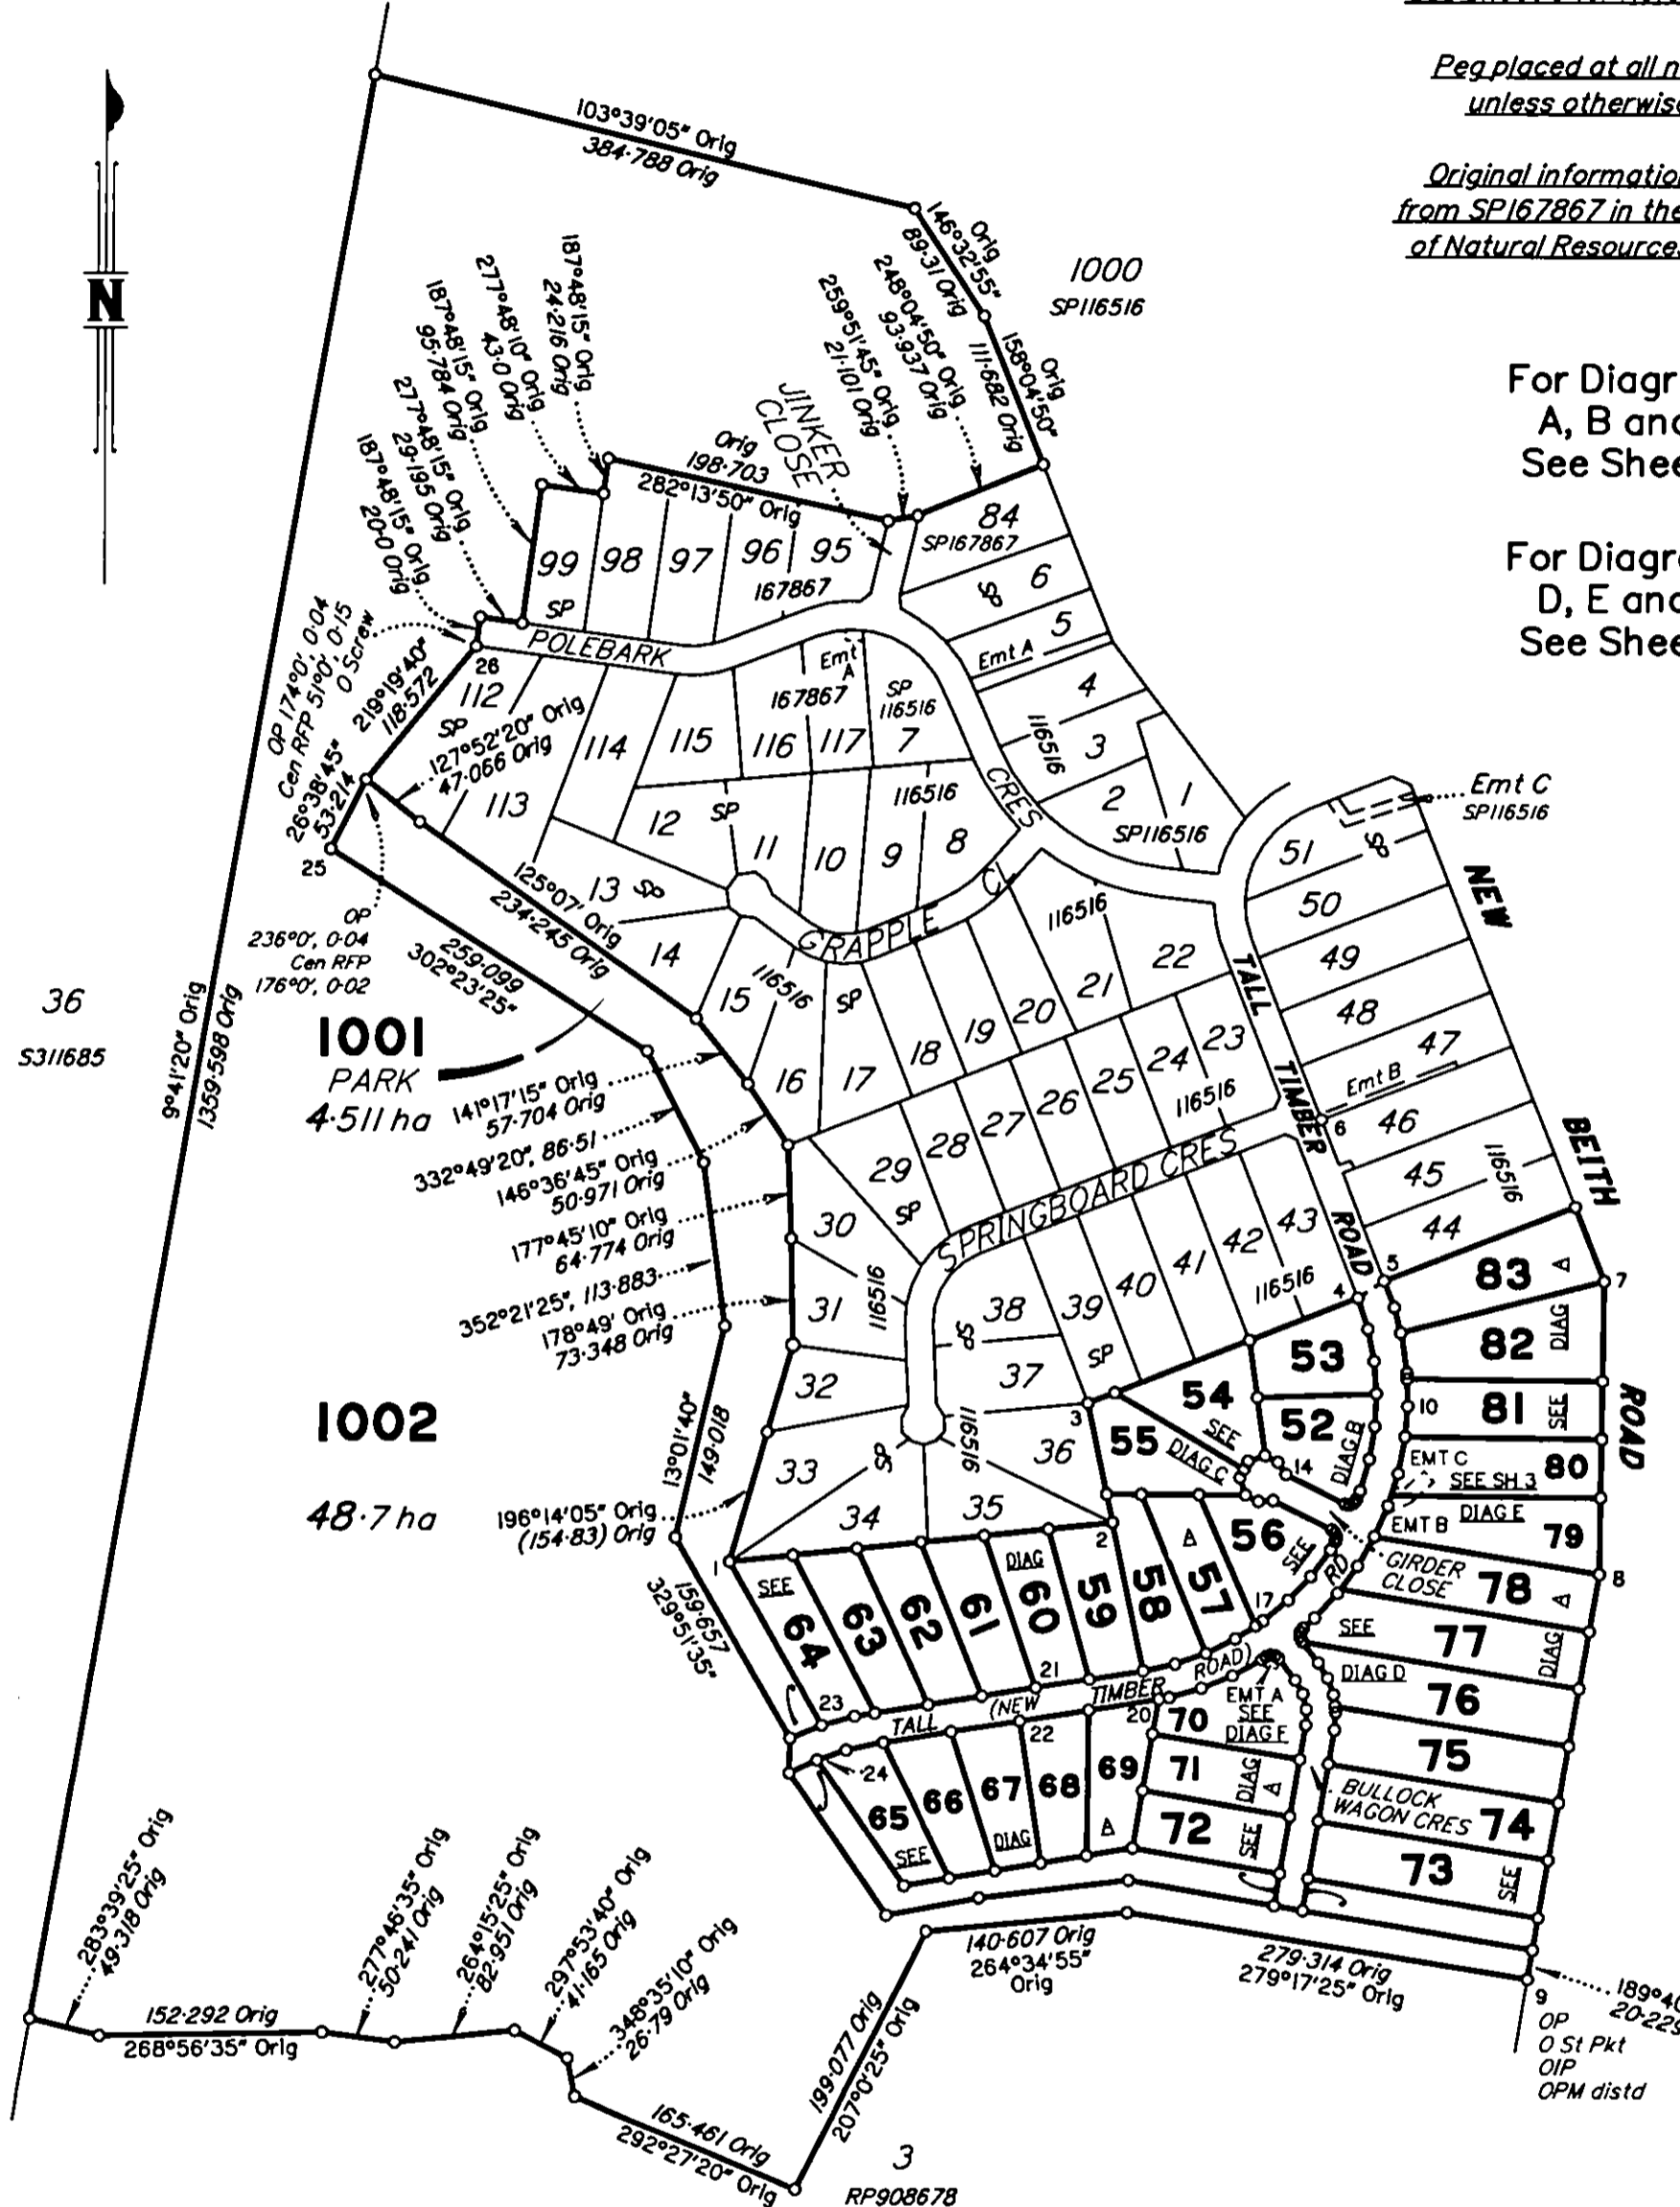 Peg placed at all n
unless otherwise
Original information
from SP167867 in the
of Natural Resources
For Diagr
A, B and
See Shee
For Diagr
D, E and
See Shee
N
103°39'05" Orig
384·788 Orig
Orig
146°32'55"
89·31 Orig
1000
SP116516
Orig
158°04'50"
111·682 Orig
248°04'50" Orig
93·937 Orig
259°51'45" Orig
21·101 Orig
JINKER
CLOSE
Orig
198·703
282°13'50" Orig
187°48'15" Orig
24·216 Orig
277°48'10" Orig
43·0 Orig
187°48'15" Orig
95·784 Orig
277°48'15" Orig
29·195 Orig
187°48'15" Orig
20·0 Orig
OP 174°0', 0·04
Cen RFP 51°0', 0·15
O Screw
219°19'40"
118·572
26°38'45"
53·214
25
26
127°52'20" Orig
47·066 Orig
125°07' Orig
234·245 Orig
OP
236°0', 0·04
Cen RFP
176°0', 0·02
259·099
302°23'25"
36
S311685
9°41'20" Orig
1359·598 Orig
1001
PARK
4·511 ha
141°17'15" Orig
57·704 Orig
332°49'20", 86·51
146°36'45" Orig
50·971 Orig
177°45'10" Orig
64·774 Orig
352°21'25", 113·883
178°49' Orig
73·348 Orig
13°01'40"
149·018
1002
48·7 ha
196°14'05" Orig
(154·83) Orig
159·657
329°51'35"
99
98
97
96
95
SP
167867
84
SP167867
6
SP
5
Emt A
4
3
116516
2
1
SP116516
POLEBARK
CRES
112
SP
113
114
115
116
117
Emt
A
167867
SP
116516
7
12
SP
11
10
9
8
116516
13
SP
14
15
116516
16
17
SP
18
19
20
21
116516
22
23
24
25
26
27
28
29
SP
116516
GRAPPLE
CL
TALL
TIMBER
ROAD
SPRINGBOARD CRES
30
31
116516
32
33
SP
34
35
116516
36
37
SP
38
39
SP
40
41
42
43
116516
Emt C
SP116516
51
SP
50
49
48
47
Emt B
6
46
45
116516
44
NEW
BEITH
ROAD
5
4
83
7
82
DIAG
10
81
SEE
EMT C
80
SEE SH 3
DIAG E
EMT B
79
8
78
GIRDER
CLOSE
77
SEE
DIAG
DIAG D
76
75
BULLOCK
WAGON CRES
74
73
SEE
53
54
SEE
52
DIAG B
14
3
55
DIAG C
2
56
SEE
17
RD
57
58
59
60
DIAG
61
62
63
64
SEE
1
21
23
TALL
(NEW
TIMBER
ROAD)
20
22
24
EMT A
SEE
DIAG F
70
71
DIAG
72
SEE
69
68
67
DIAG
66
65
SEE
140·607 Orig
264°34'55"
Orig
279·314 Orig
279°17'25" Orig
9
20·229
OP
O St Pkt
OIP
OPM distd
199·077 Orig
207°0'25" Orig
283°39'25" Orig
49·318 Orig
152·292 Orig
268°56'35" Orig
277°46'35" Orig
50·241 Orig
264°15'25" Orig
82·951 Orig
297°53'40" Orig
41·165 Orig
348°35'10" Orig
26·79 Orig
165·461 Orig
292°27'20" Orig
3
RP908678